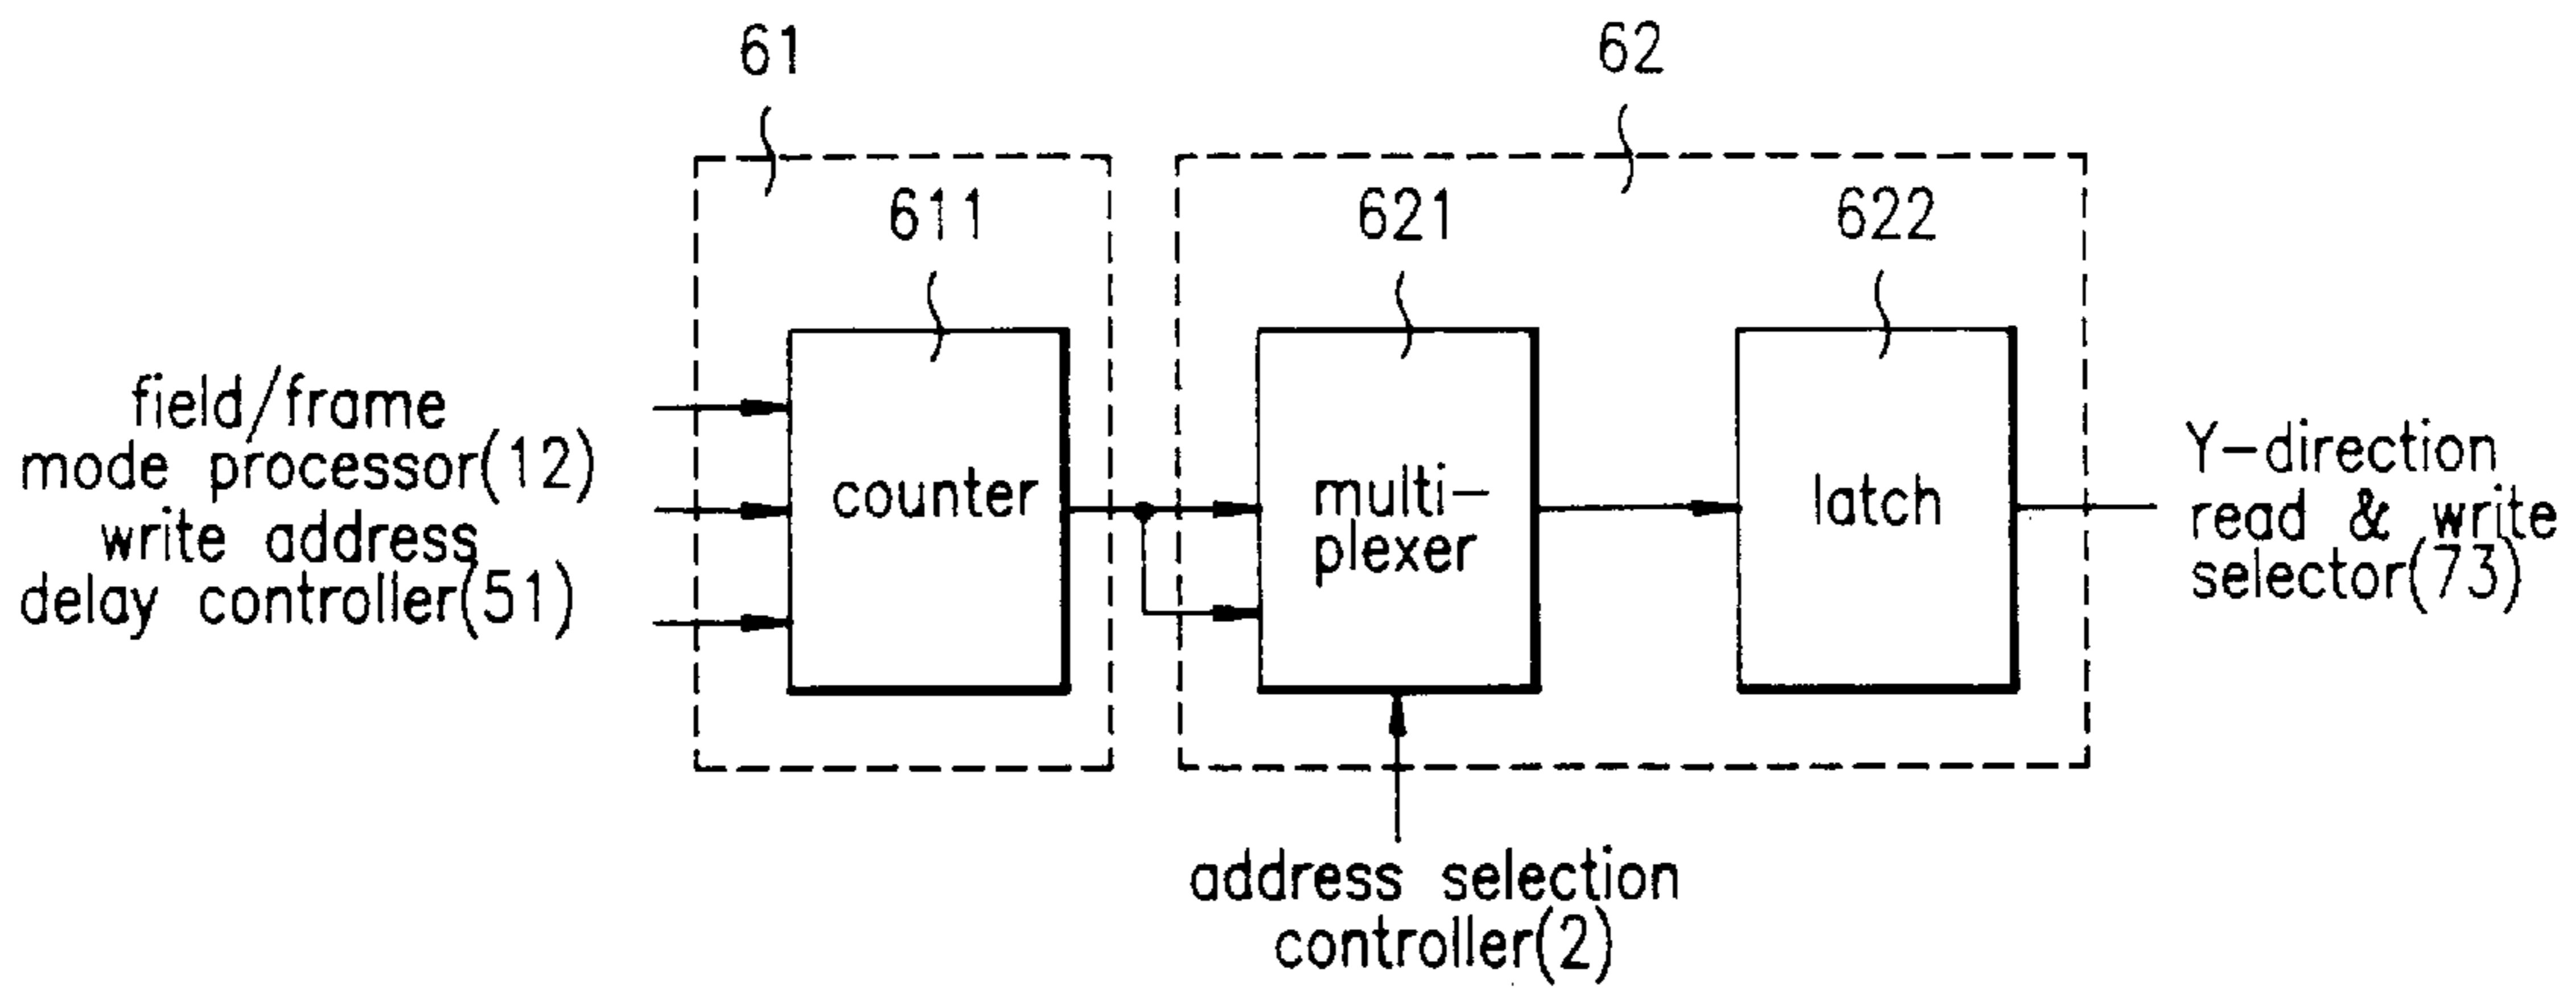 61
62
611
621
622
field/frame
mode processor(12)
write address
delay controller(51)
counter
multi-
plexer
latch
Y-direction
read & write
selector(73)
address selection
controller(2)